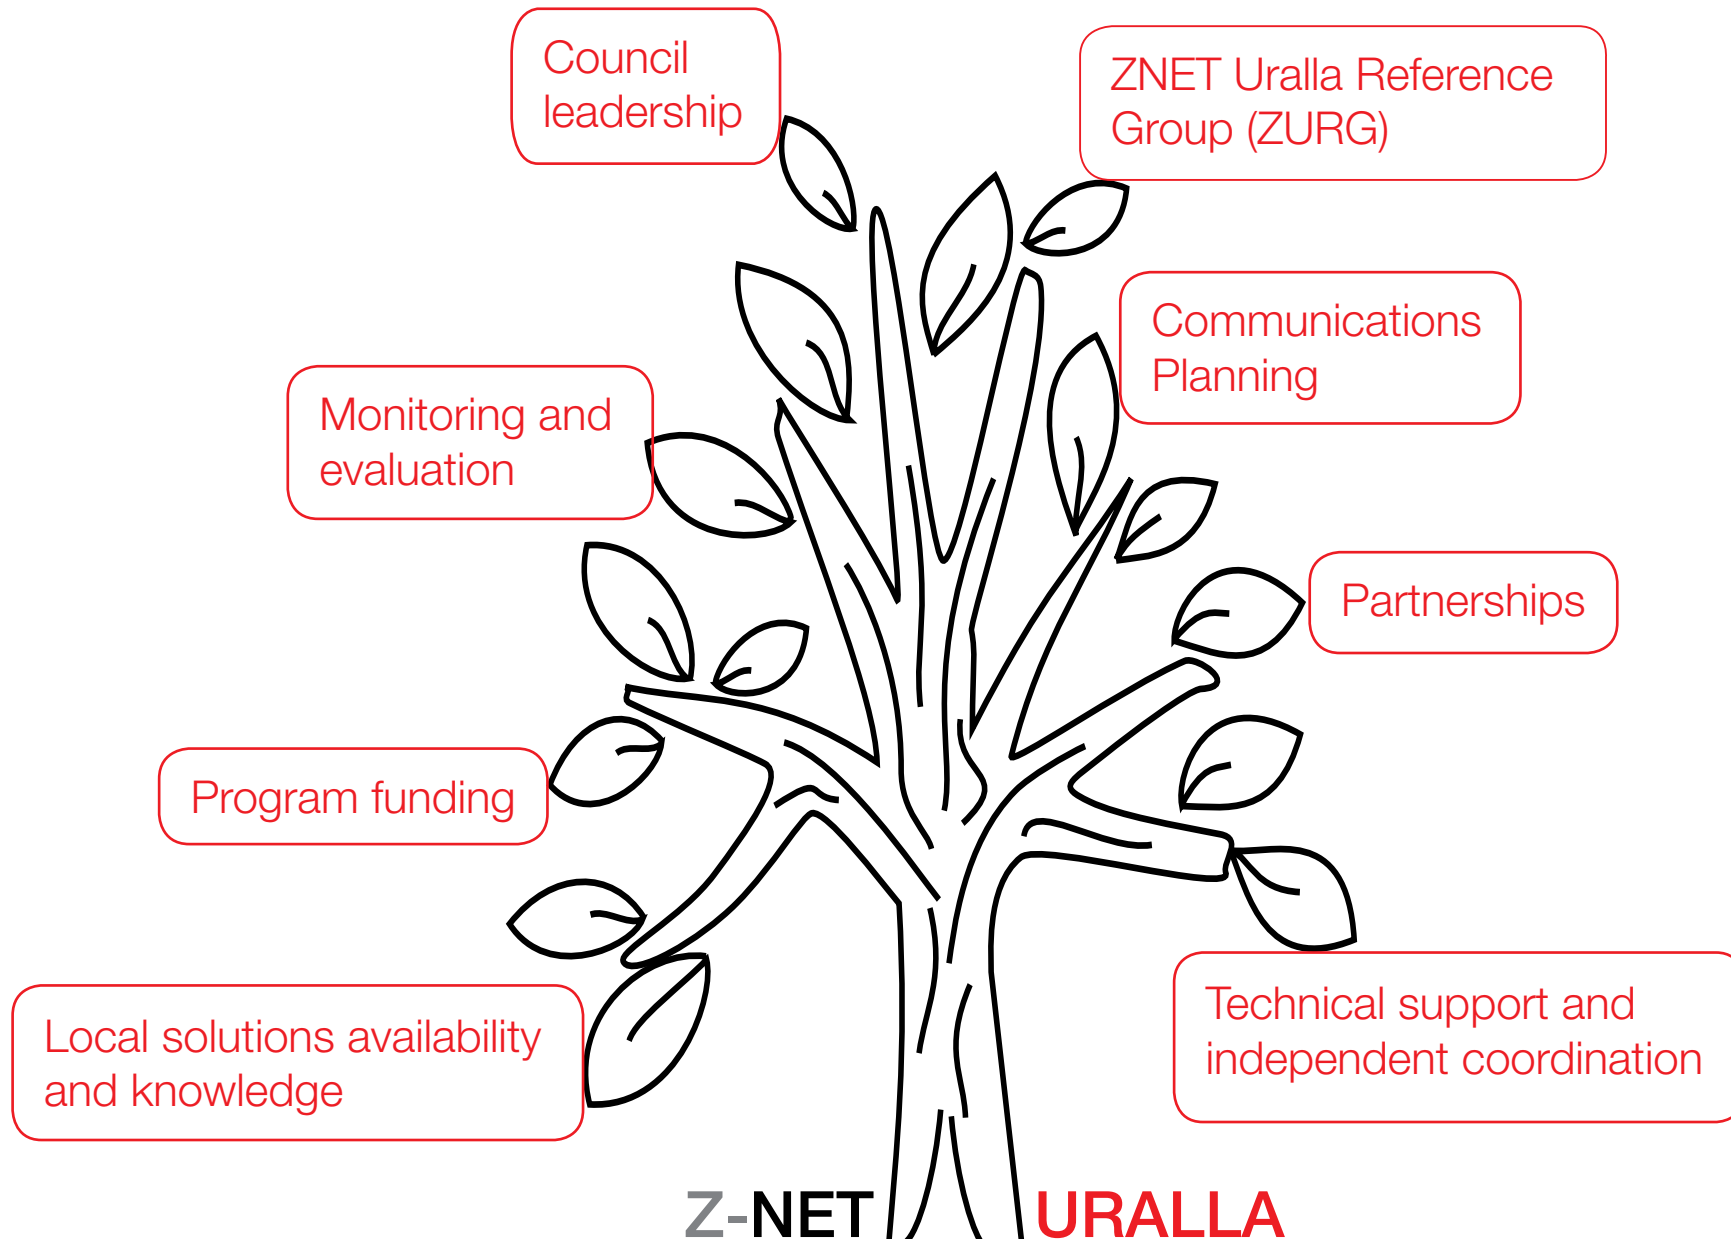 Council
leadership
ZNET Uralla Reference
Group (ZURG)
Communications
Planning
Monitoring and
evaluation
Partnerships
Program funding
Local solutions availability
and knowledge
Technical support and
independent coordination
Z-NET URALLA